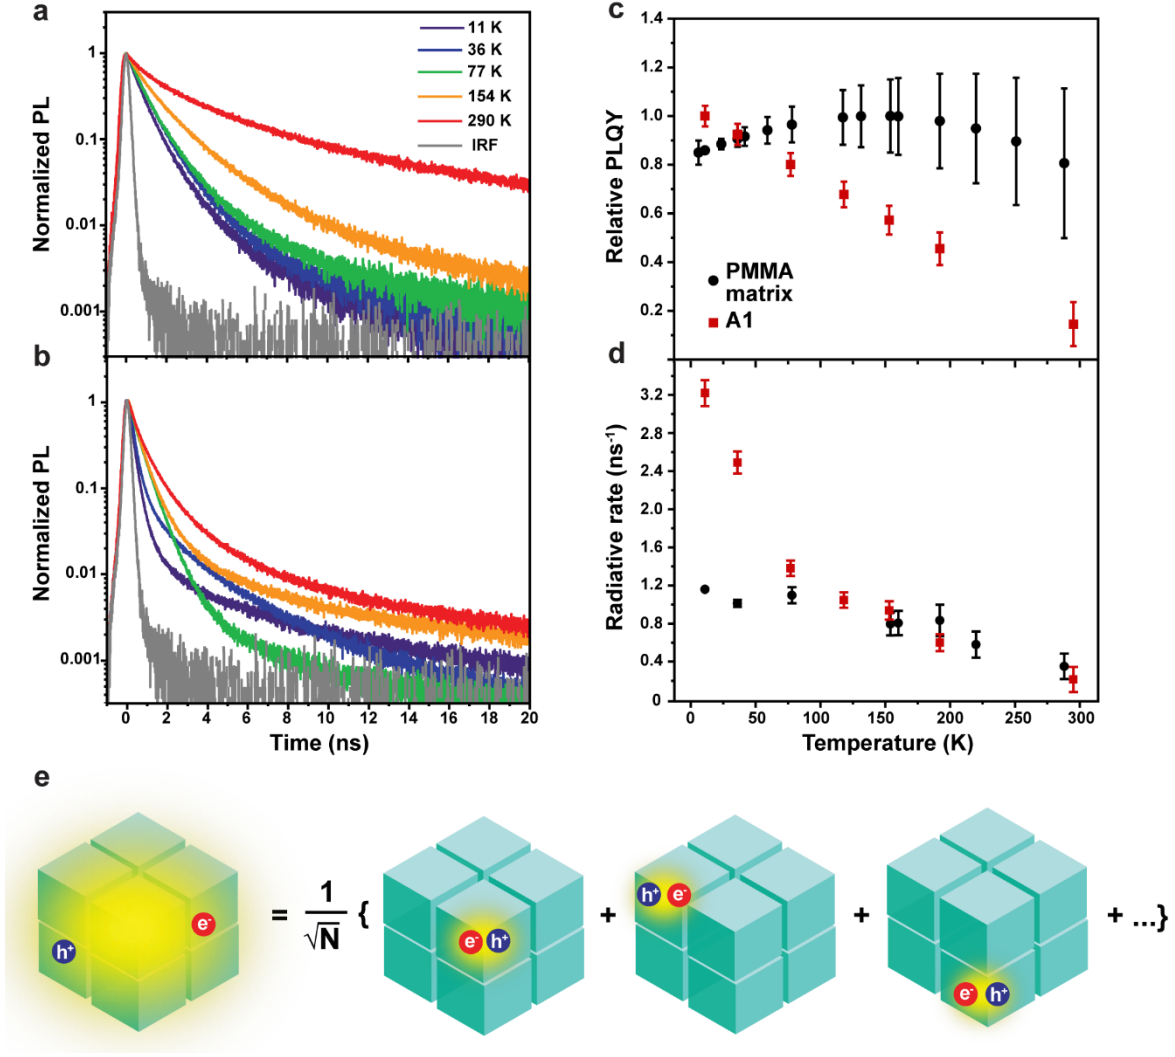 a
Normalized PL
1
0.1
0.01
0.001
11 K
36 K
77 K
154 K
290 K
IRF
b
Normalized PL
1
0.1
0.01
0.001
0 2 4 6 8 10 12 14 16 18 20
Time (ns)
c
Relative PLQY
1.4
1.2
1.0
0.8
0.6
0.4
0.2
0
PMMA
matrix
A1
d
Radiative rate (ns⁻¹)
3.2
2.8
2.4
1.6
1.2
0.8
0.4
0
0 50 100 150 200 250 300
Temperature (K)
e
h⁺ e⁻ = 1/√N { e⁻ h⁺ + h⁺ e⁻ + e⁻ h⁺ + ...}